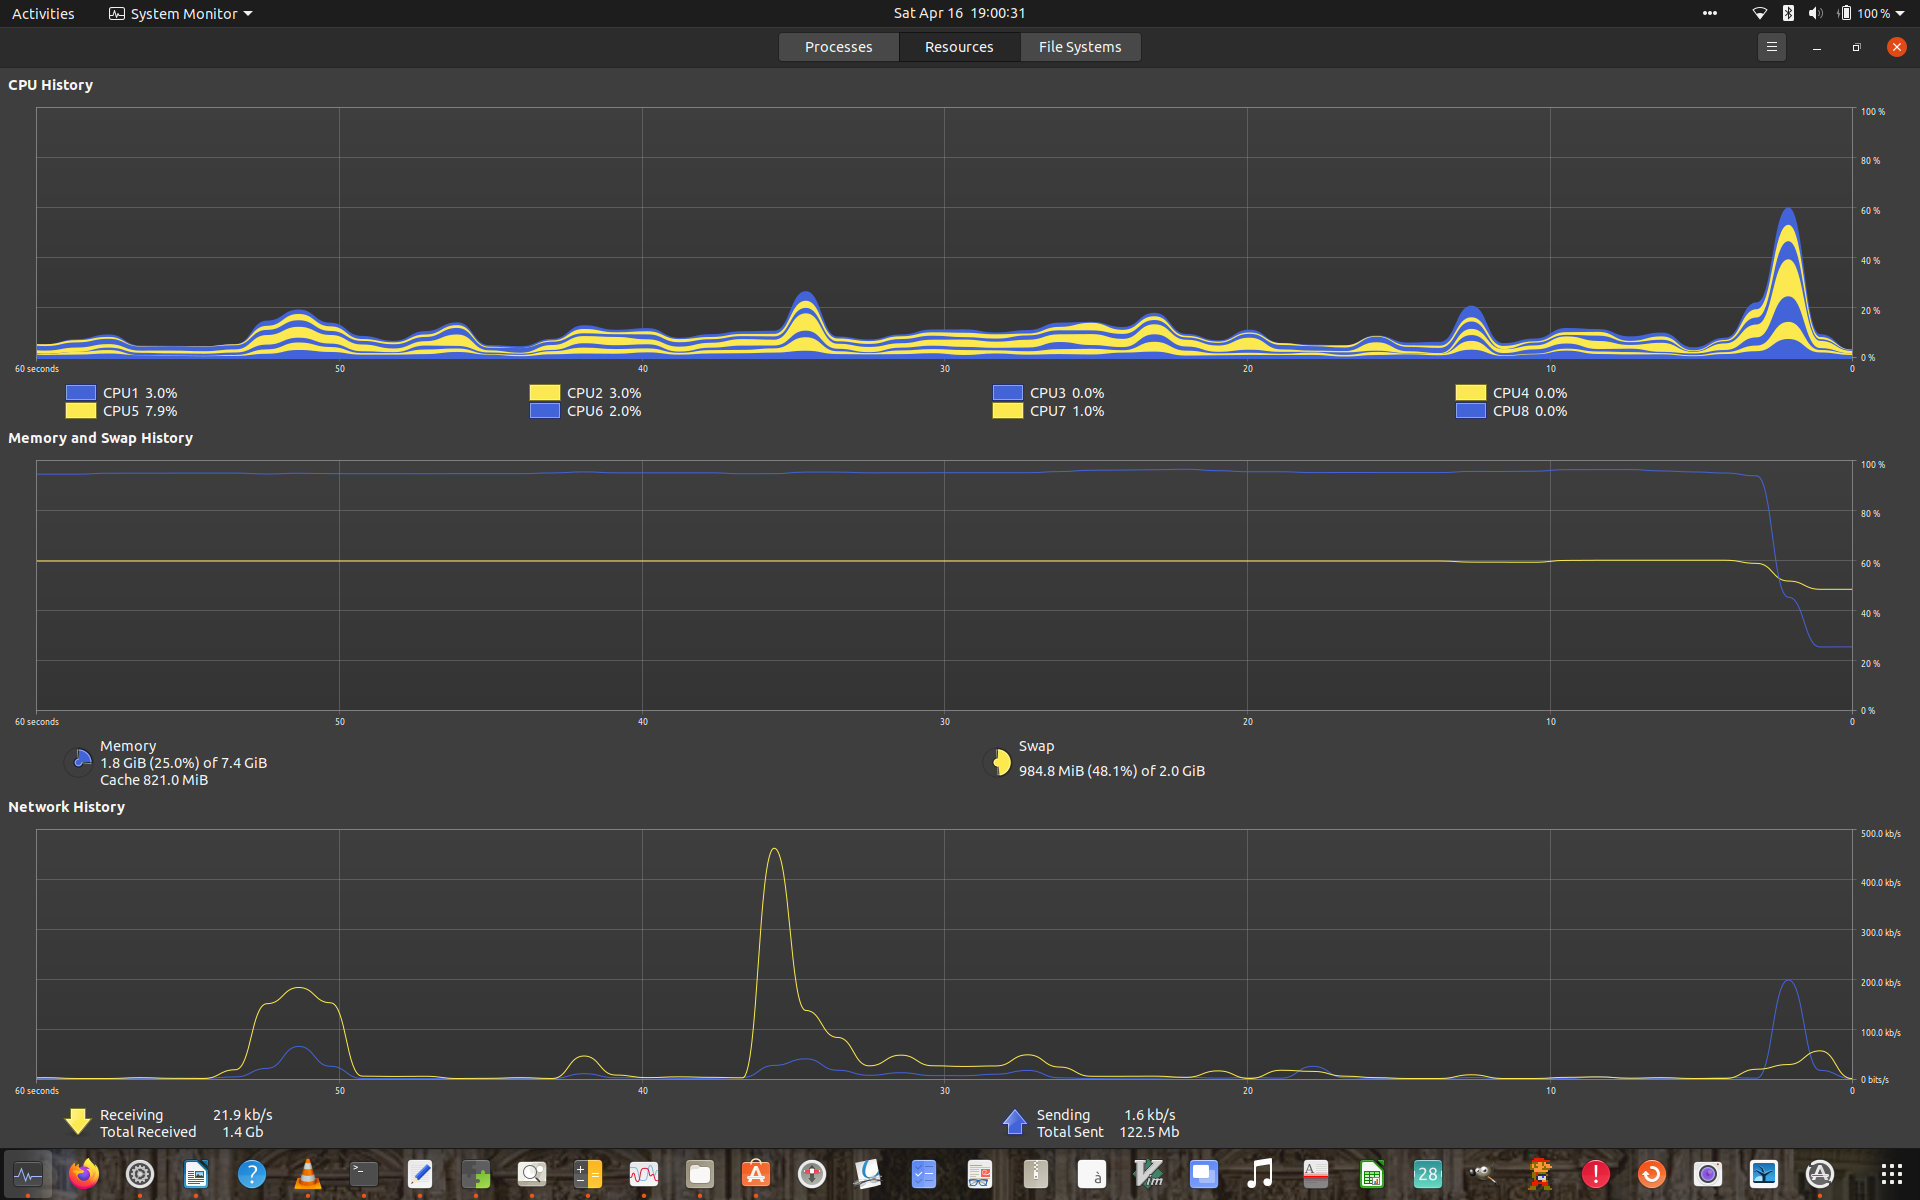 Activities System Monitor Sat Apr 16 19:00:31 100 %
Processes Resources File Systems
CPU History
100 %
80 %
60 %
40 %
20 %
0 %
60 seconds 50 40 30 20 10 0
CPU1 3.0% CPU2 3.0% CPU3 0.0% CPU4 0.0%
CPU5 7.9% CPU6 2.0% CPU7 1.0% CPU8 0.0%
Memory and Swap History
100 %
80 %
60 %
40 %
20 %
0 %
60 seconds 50 40 30 20 10 0
Memory
1.8 GiB (25.0%) of 7.4 GiB
Cache 821.0 MiB
Swap
984.8 MiB (48.1%) of 2.0 GiB
Network History
500.0 kb/s
400.0 kb/s
300.0 kb/s
200.0 kb/s
100.0 kb/s
0 bits/s
60 seconds 50 40 30 20 10 0
Receiving 21.9 kb/s
Total Received 1.4 Gb
Sending 1.6 kb/s
Total Sent 122.5 Mb
? >_ A à Vim A 28 ! A